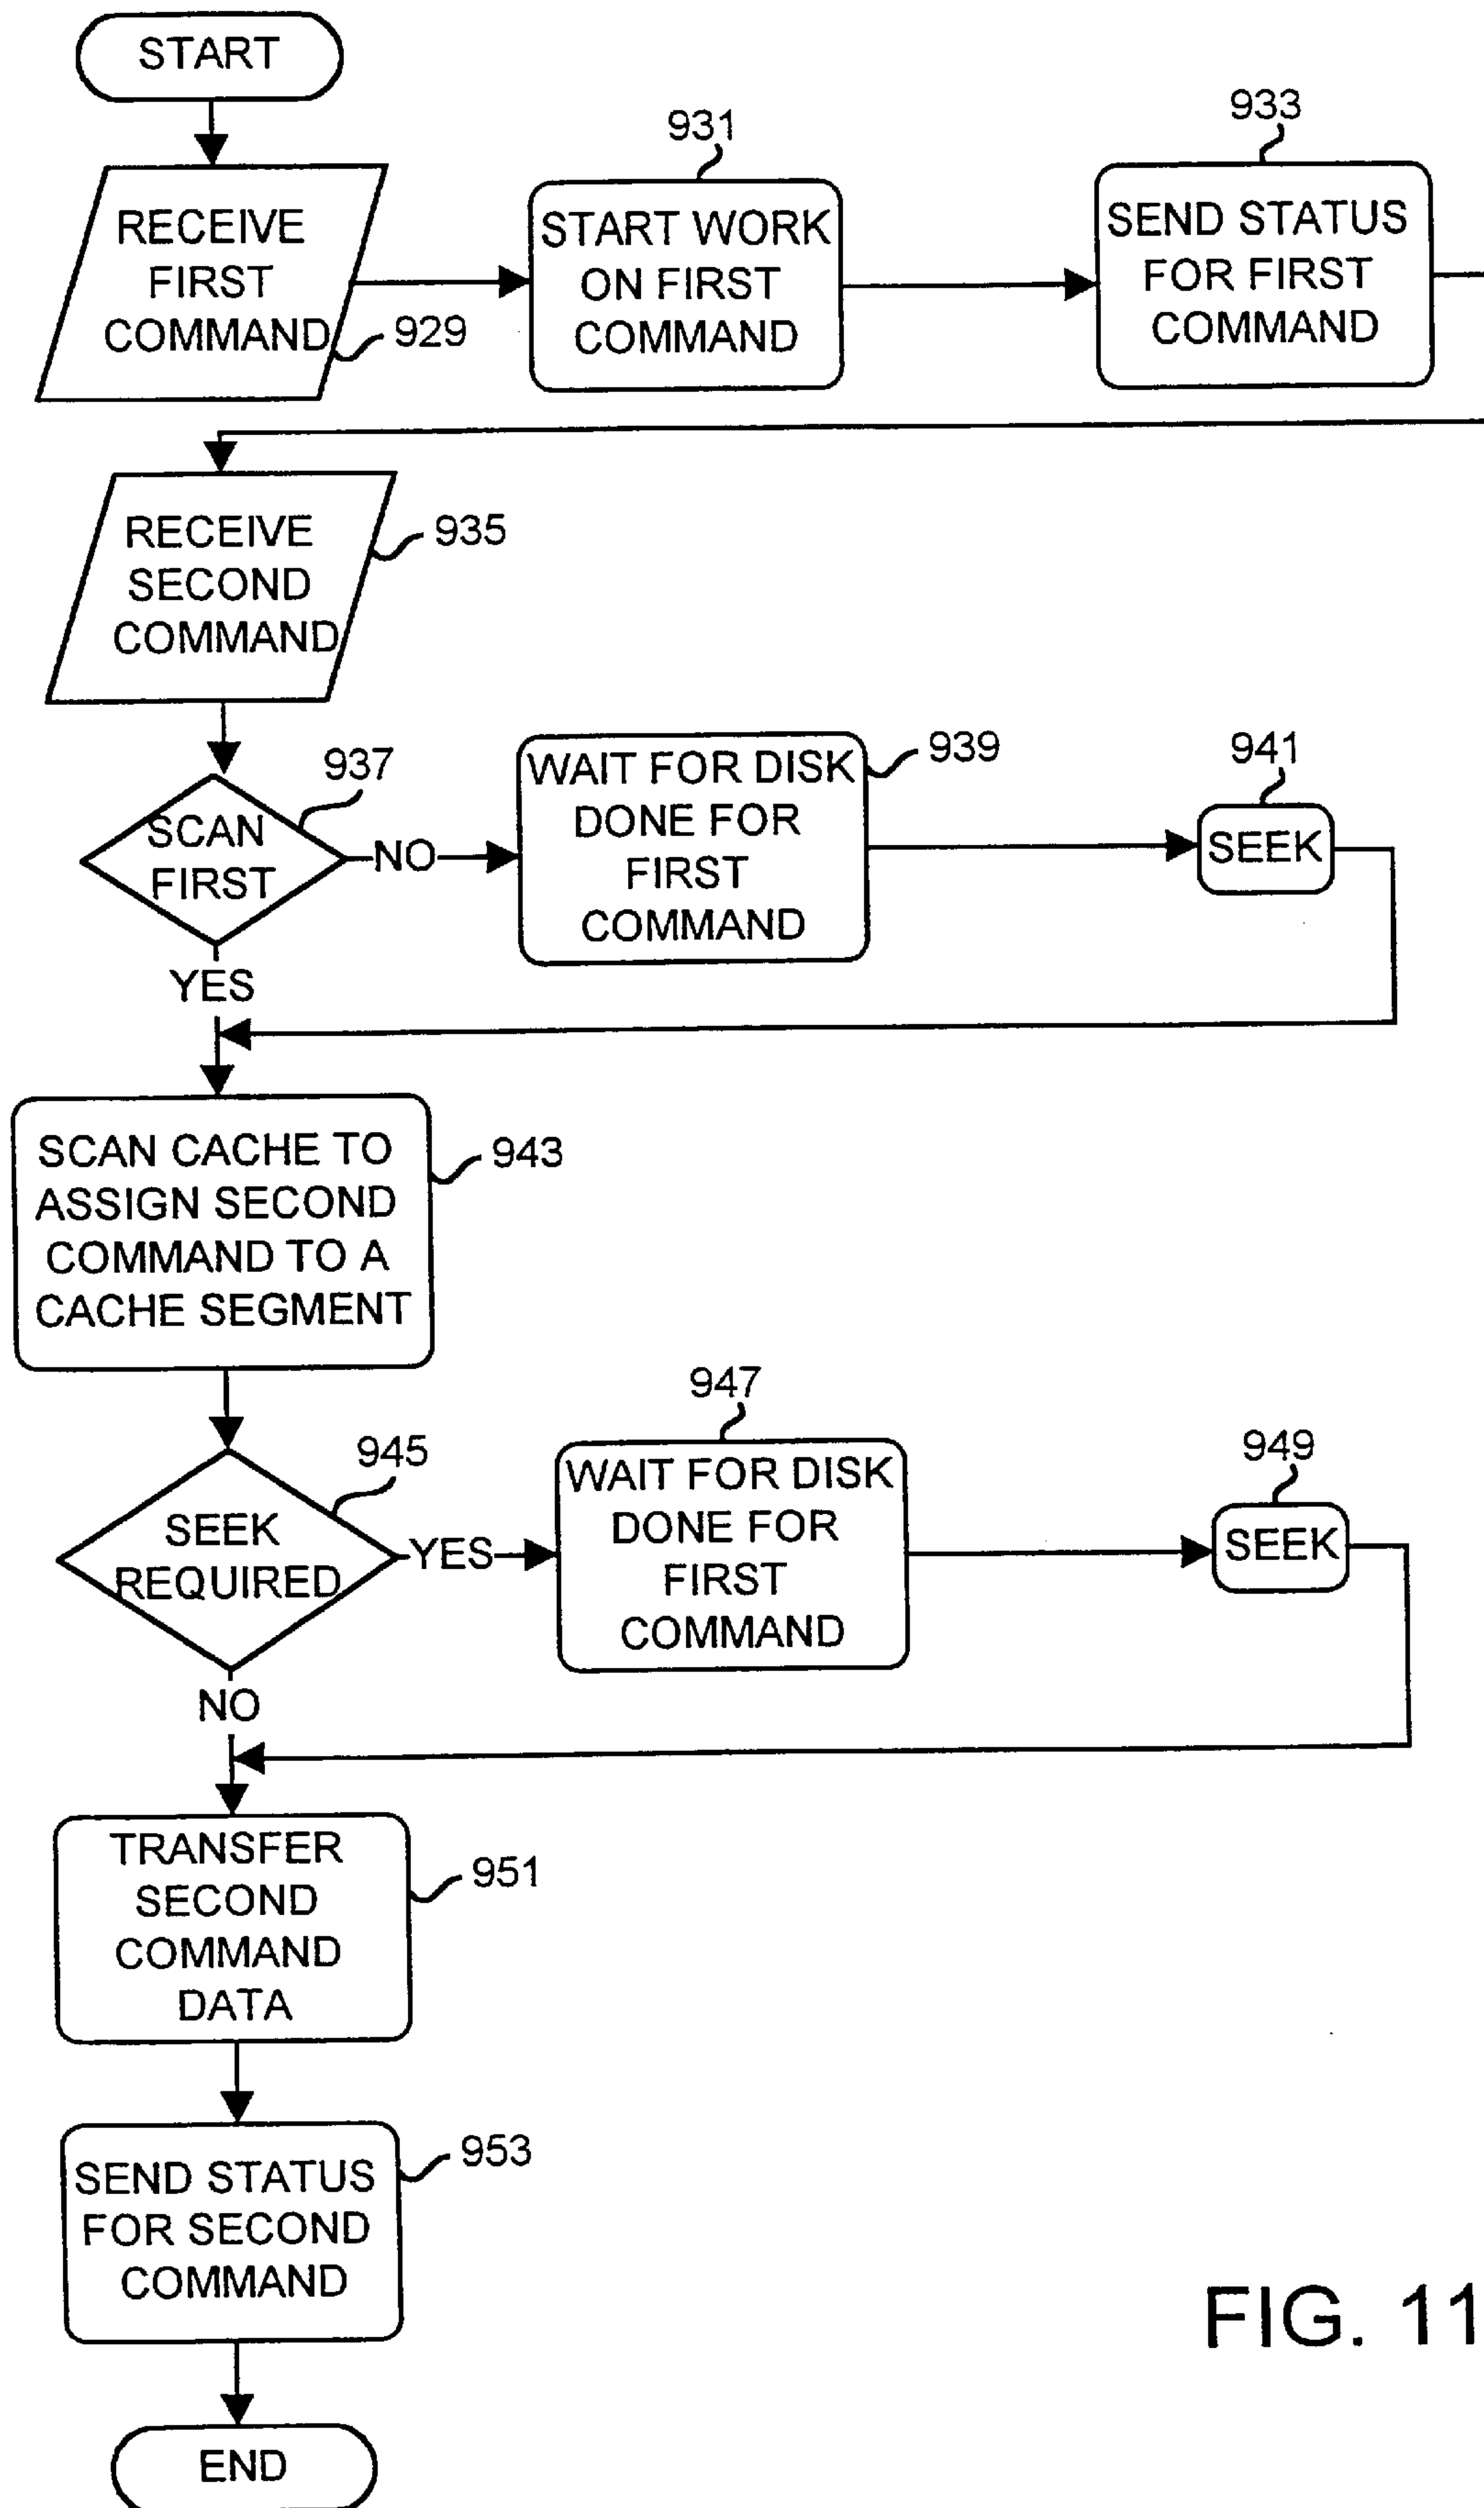 START
RECEIVE
FIRST
COMMAND
929
931
START WORK
ON FIRST
COMMAND
933
SEND STATUS
FOR FIRST
COMMAND
RECEIVE
SECOND
COMMAND
935
937
SCAN
FIRST
NO
YES
WAIT FOR DISK
DONE FOR
FIRST
COMMAND
939
941
SEEK
SCAN CACHE TO
ASSIGN SECOND
COMMAND TO A
CACHE SEGMENT
943
945
SEEK
REQUIRED
YES
NO
947
WAIT FOR DISK
DONE FOR
FIRST
COMMAND
949
SEEK
TRANSFER
SECOND
COMMAND
DATA
951
SEND STATUS
FOR SECOND
COMMAND
953
END
FIG. 11